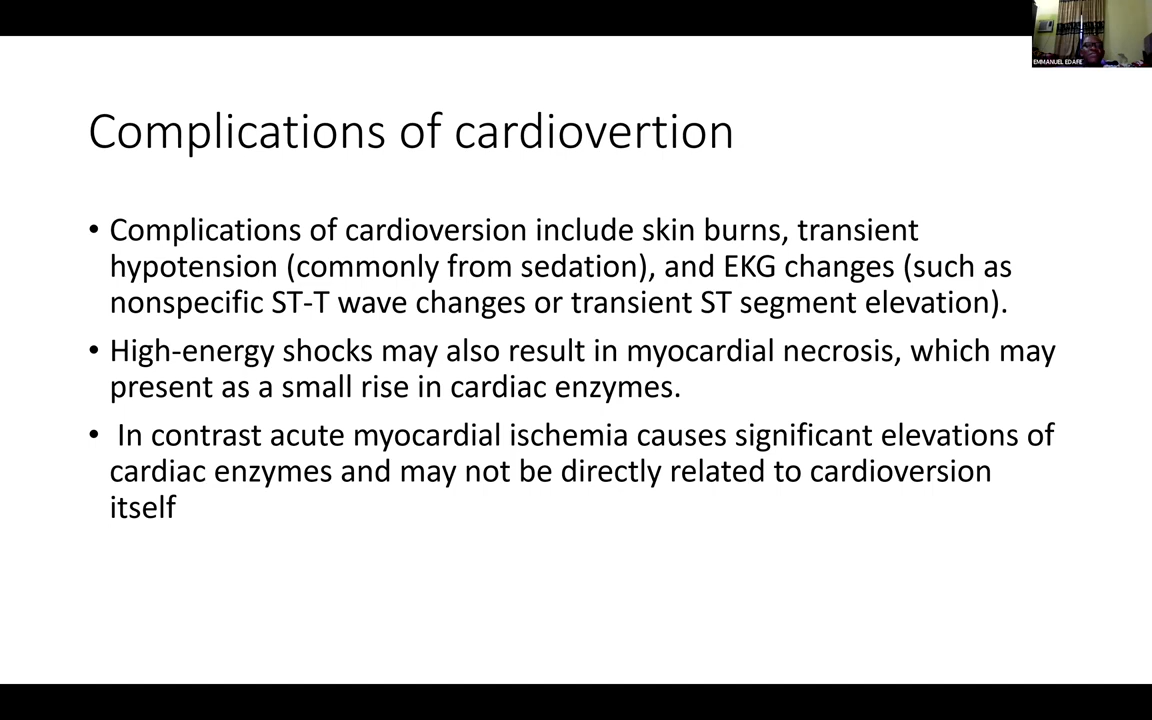 EMMANUEL EDAFE
Complications of cardiovertion
• Complications of cardioversion include skin burns, transient
hypotension (commonly from sedation), and EKG changes (such as
nonspecific ST-T wave changes or transient ST segment elevation).
• High-energy shocks may also result in myocardial necrosis, which may
present as a small rise in cardiac enzymes.
• In contrast acute myocardial ischemia causes significant elevations of
cardiac enzymes and may not be directly related to cardioversion
itself